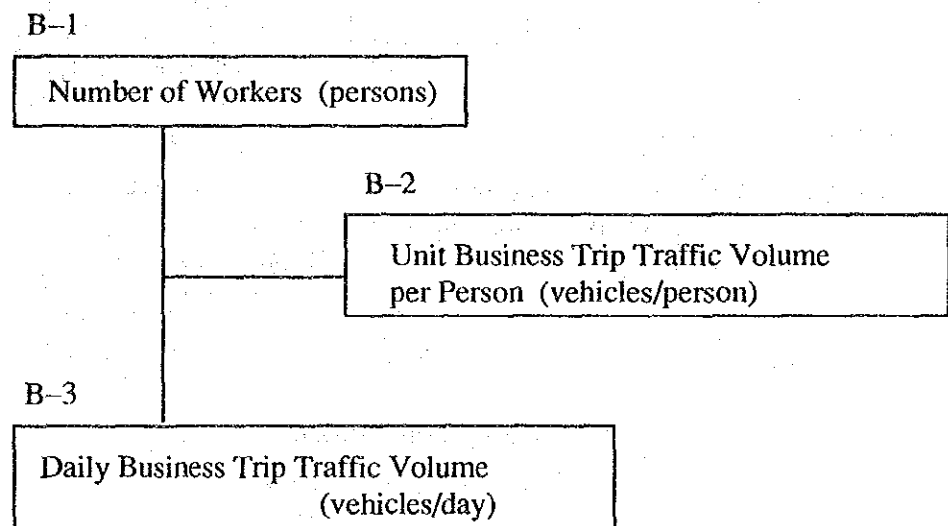 B–1
Number of Workers (persons)
B–2
Unit Business Trip Traffic Volume
per Person (vehicles/person)
B–3
Daily Business Trip Traffic Volume
(vehicles/day)